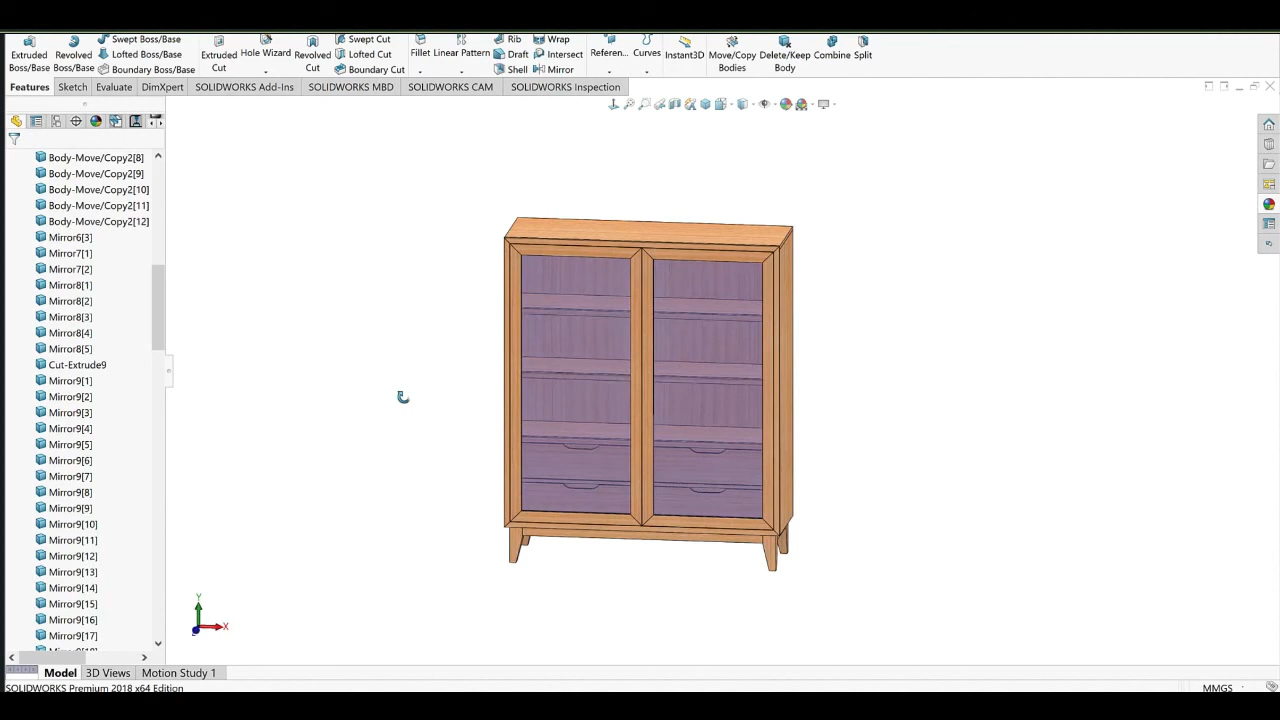 Swept Boss/Base
Extruded Boss/Base
Revolved Boss/Base
Lofted Boss/Base
Boundary Boss/Base
Extruded Cut
Hole Wizard
Revolved Cut
Swept Cut
Lofted Cut
Boundary Cut
Fillet
Linear Pattern
Rib
Draft
Shell
Wrap
Intersect
Mirror
Referen...
Curves
Instant3D
Move/Copy Bodies
Delete/Keep Body
Combine
Split
Features Sketch Evaluate DimXpert SOLIDWORKS Add-Ins SOLIDWORKS MBD SOLIDWORKS CAM SOLIDWORKS Inspection
Body-Move/Copy2[8]
Body-Move/Copy2[9]
Body-Move/Copy2[10]
Body-Move/Copy2[11]
Body-Move/Copy2[12]
Mirror6[3]
Mirror7[1]
Mirror7[2]
Mirror8[1]
Mirror8[2]
Mirror8[3]
Mirror8[4]
Mirror8[5]
Cut-Extrude9
Mirror9[1]
Mirror9[2]
Mirror9[3]
Mirror9[4]
Mirror9[5]
Mirror9[6]
Mirror9[7]
Mirror9[8]
Mirror9[9]
Mirror9[10]
Mirror9[11]
Mirror9[12]
Mirror9[13]
Mirror9[14]
Mirror9[15]
Mirror9[16]
Mirror9[17]
Y
X
Z
Model 3D Views Motion Study 1
SOLIDWORKS Premium 2018 x64 Edition
MMGS